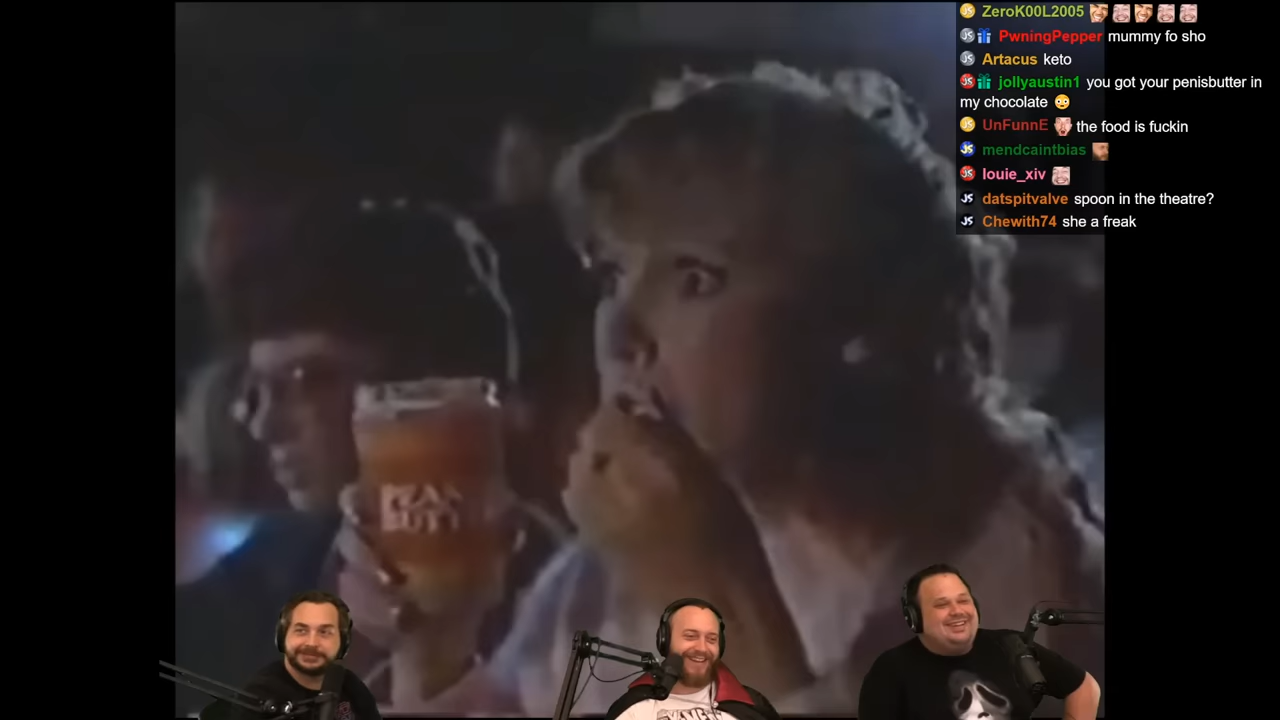 ZeroK00L2005
PwningPepper mummy fo sho
Artacus keto
jollyaustin1 you got your penisbutter in
my chocolate
UnFunnE the food is fuckin
mendcaintbias
louie_xiv
datspitvalve spoon in the theatre?
Chewith74 she a freak